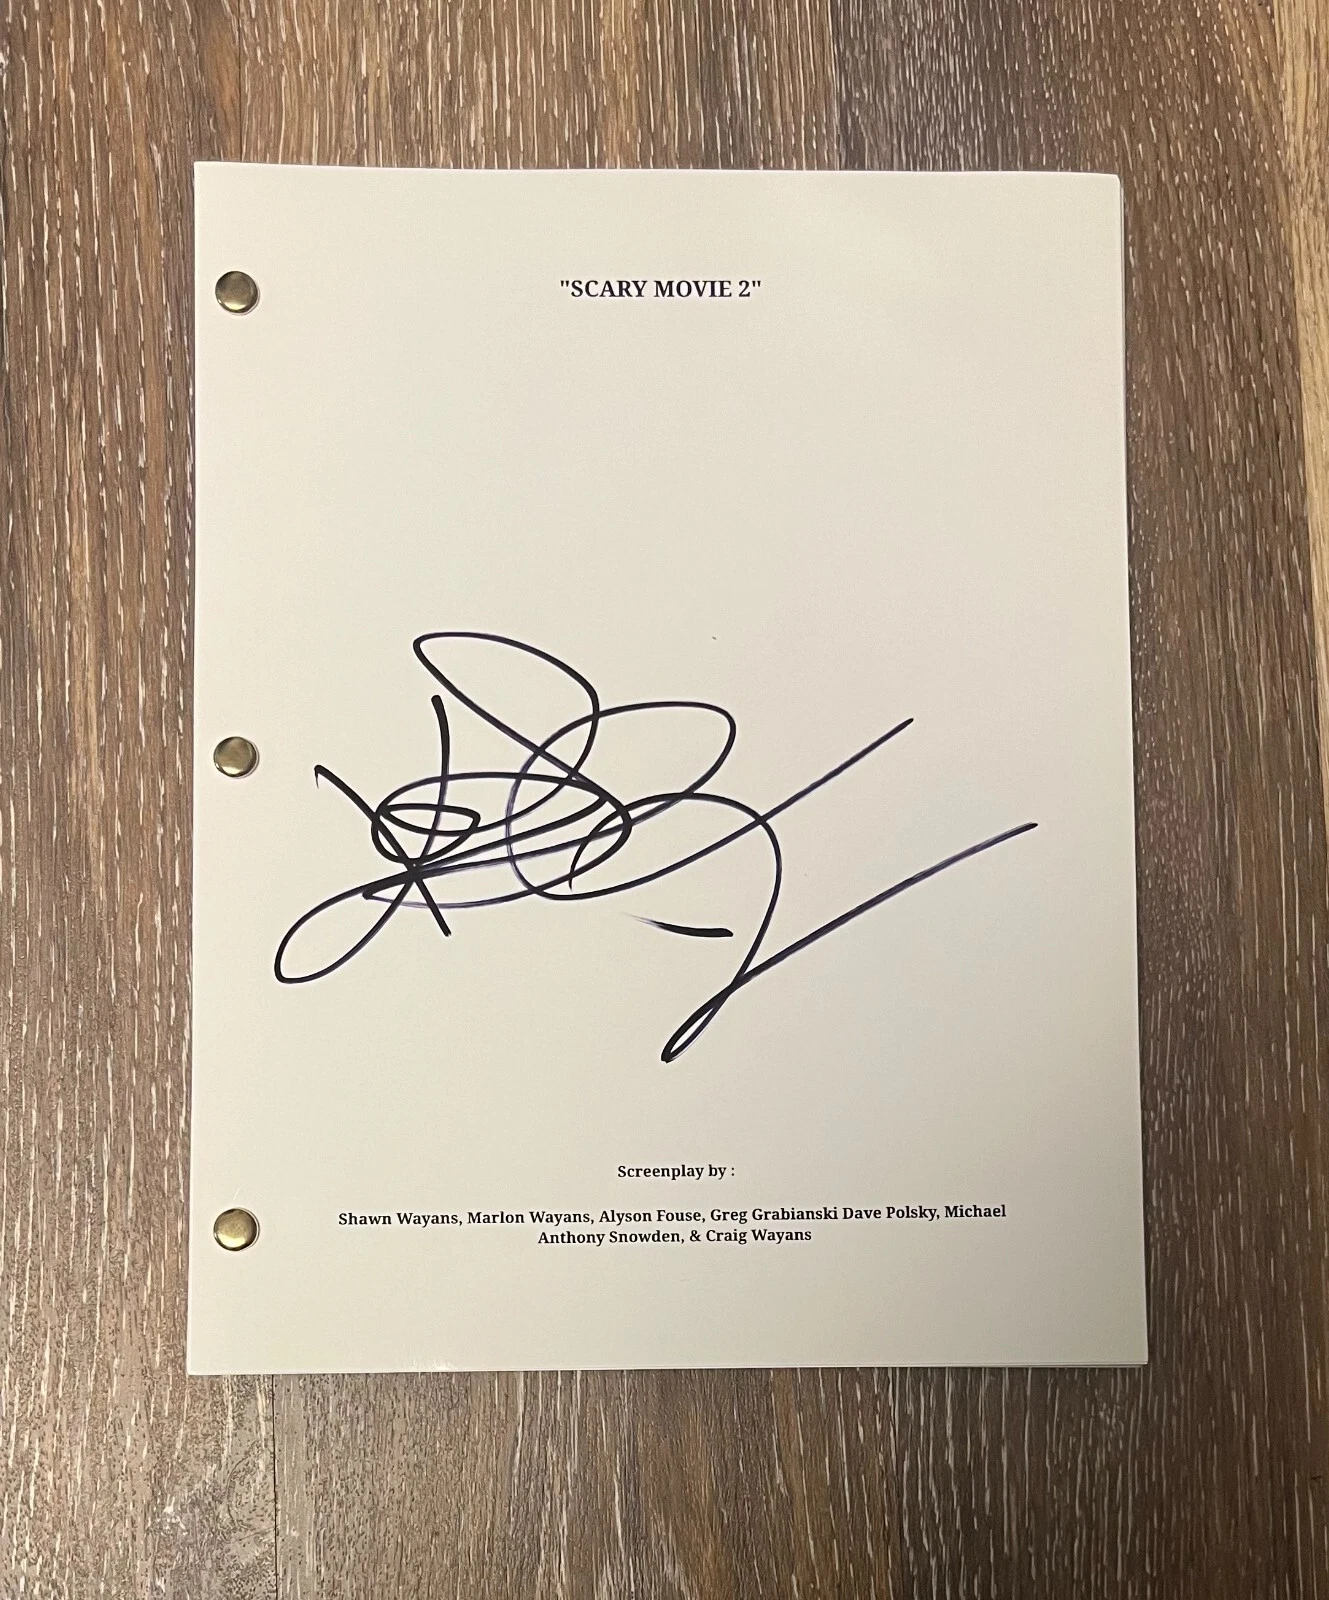 "SCARY MOVIE 2"
Screenplay by :
Shawn Wayans, Marlon Wayans, Alyson Fouse, Greg Grabianski Dave Polsky, Michael
Anthony Snowden, & Craig Wayans